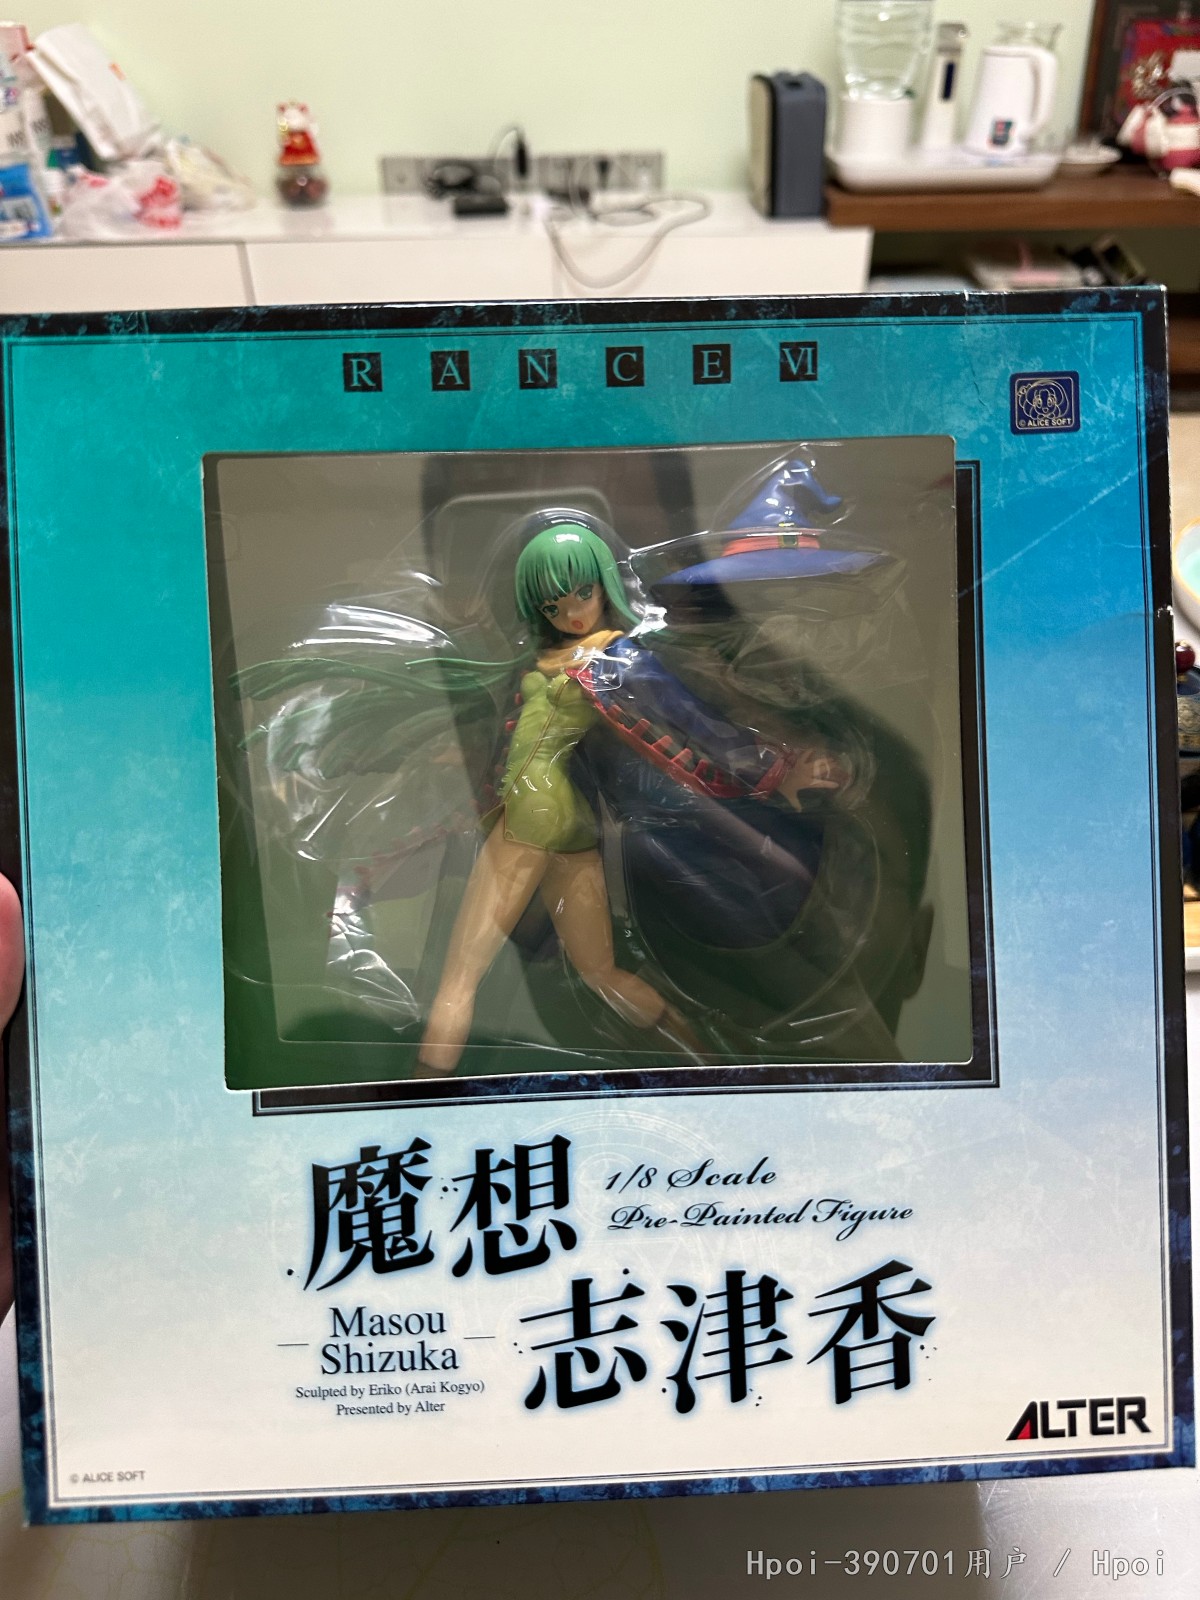 RANCE VI
© ALICE SOFT
魔想
1/8 Scale
Pre-Painted Figure
志津香
Masou
Shizuka
Sculpted by Eriko (Arai Kogyo)
Presented by Alter
ALTER
© ALICE SOFT
Hpoi-390701用户 / Hpoi